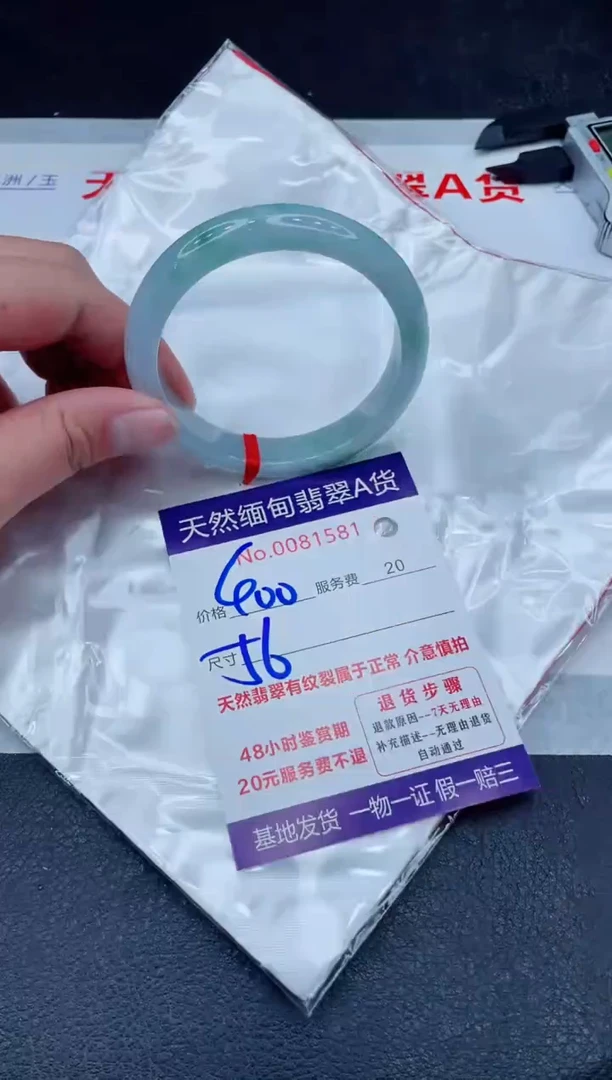 洲/玉
天 翠A货
天然缅甸翡翠A货
No.0081581
价格 400 服务费 20
尺寸 56
天然翡翠有纹裂属于正常 介意慎拍
48小时鉴赏期
20元服务费不退
退货步骤
退款原因--7天无理由
补充描述--无理由退货
自动通过
基地发货 一物一证 假一赔三